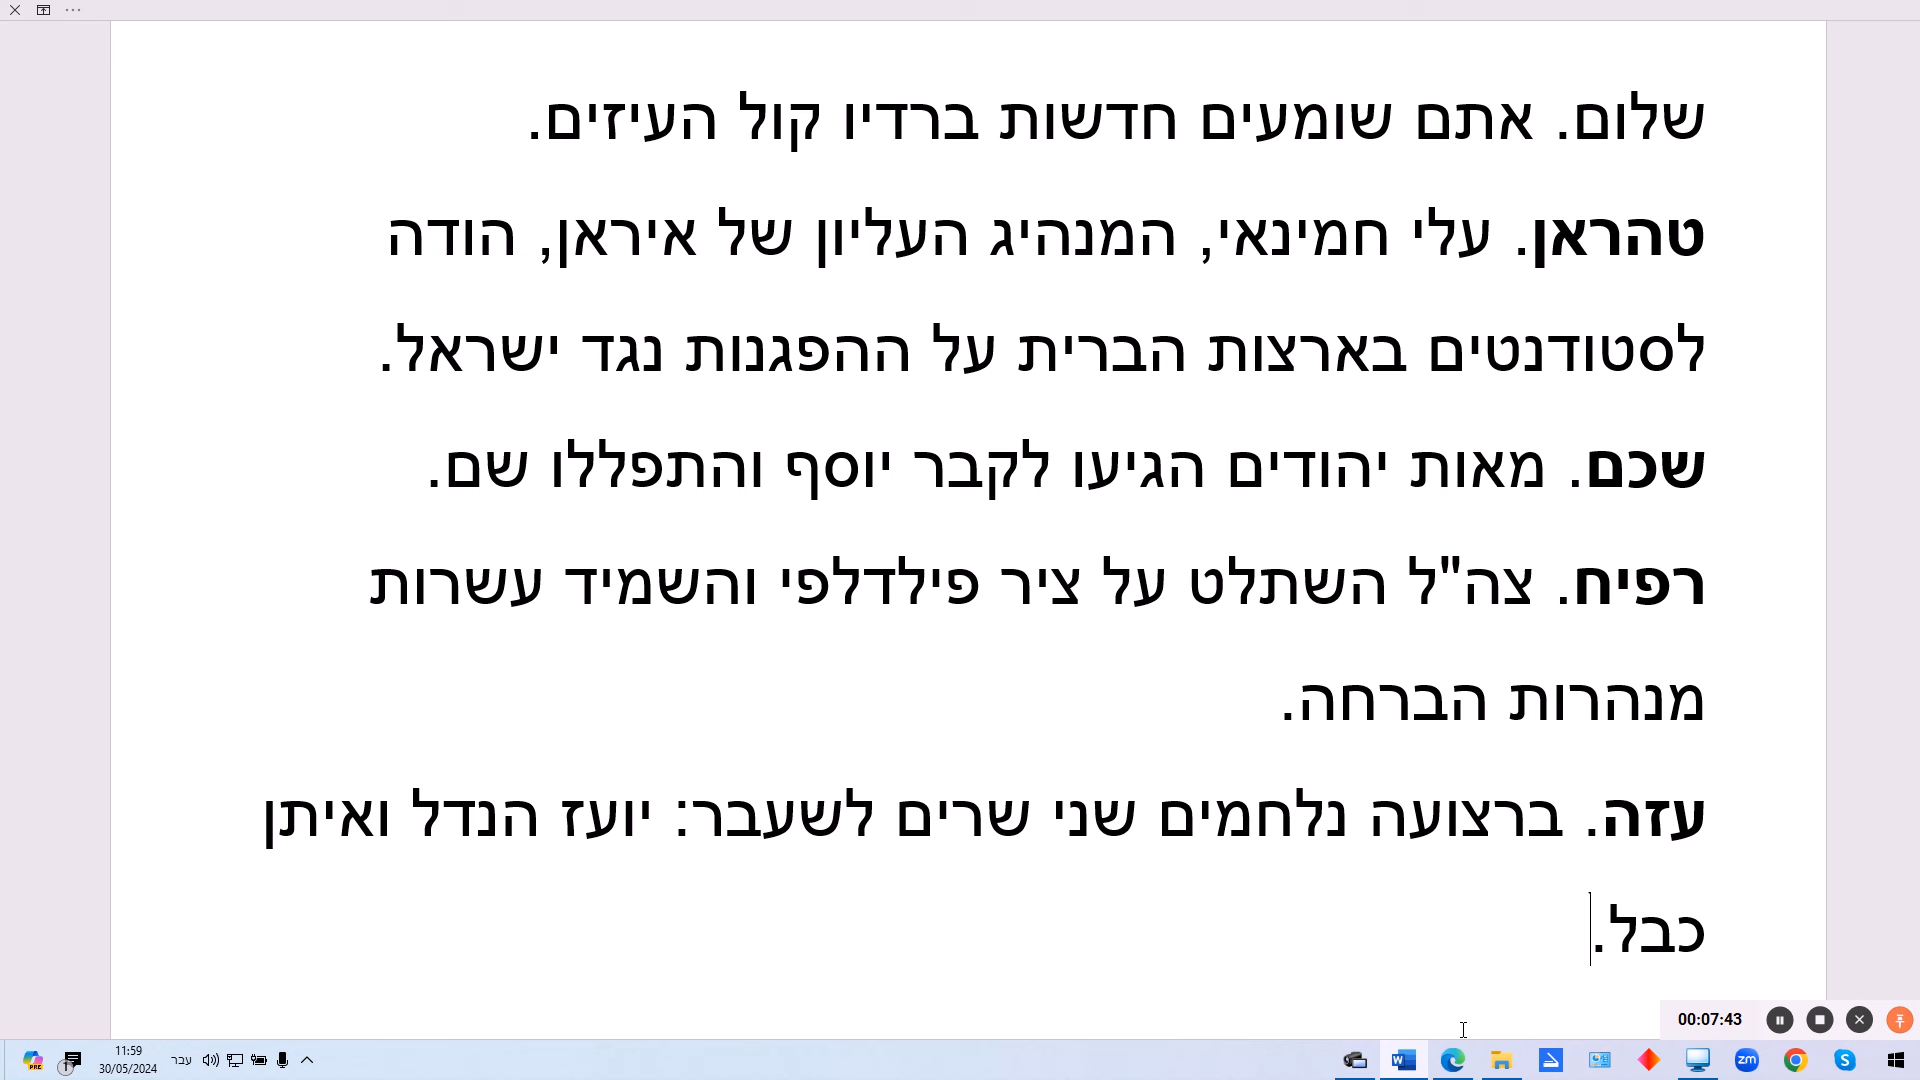 שלום. אתם שומעים חדשות ברדיו קול העיזים.
טהראן. עלי חמינאי, המנהיג העליון של איראן, הודה
לסטודנטים בארצות הברית על ההפגנות נגד ישראל.
שכם. מאות יהודים הגיעו לקבר יוסף והתפללו שם.
רפיח. צה"ל השתלט על ציר פילדלפי והשמיד עשרות
מנהרות הברחה.
עזה. ברצועה נלחמים שני שרים לשעבר: יועז הנדל ואיתן
כבל.
00:07:43
11:59
עבר
30/05/2024